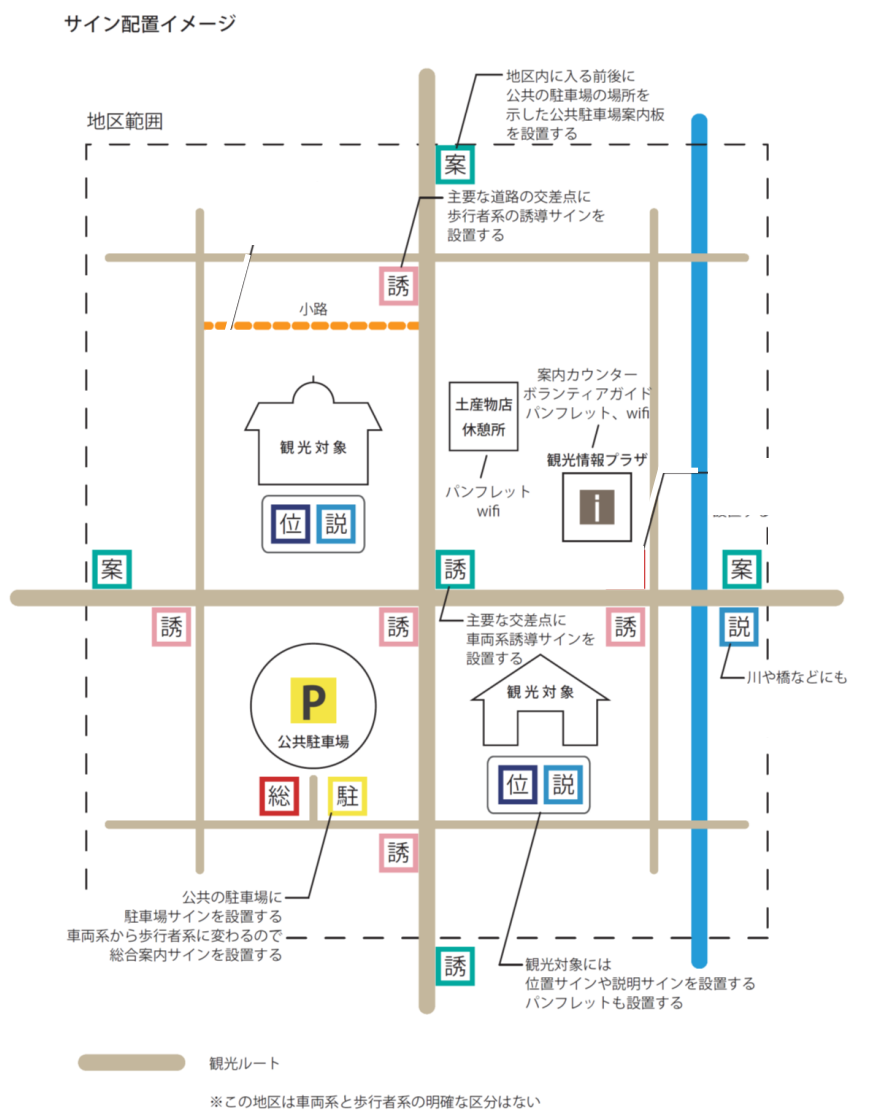 サイン配置イメージ
地区内に入る前後に
公共の駐車場の場所を
示した公共駐車場案内板
を設置する
地区範囲
案
主要な道路の交差点に
歩行者系の誘導サインを
設置する
誘
小路
案内カウンター
ボランティアガイド
パンフレット、wifi
土産物店
休憩所
観光対象
観光情報プラザ
パンフレット
wifi
i
位 説
案
誘
案
誘
誘
主要な交差点に
車両系誘導サインを
設置する
誘
説
川や橋などにも
観光対象
P
公共駐車場
位 説
総 駐
誘
公共の駐車場に
駐車場サインを設置する
車両系から歩行者系に変わるので
総合案内サインを設置する
誘
観光対象には
位置サインや説明サインを設置する
パンフレットも設置する
観光ルート
※この地区は車両系と歩行者系の明確な区分はない